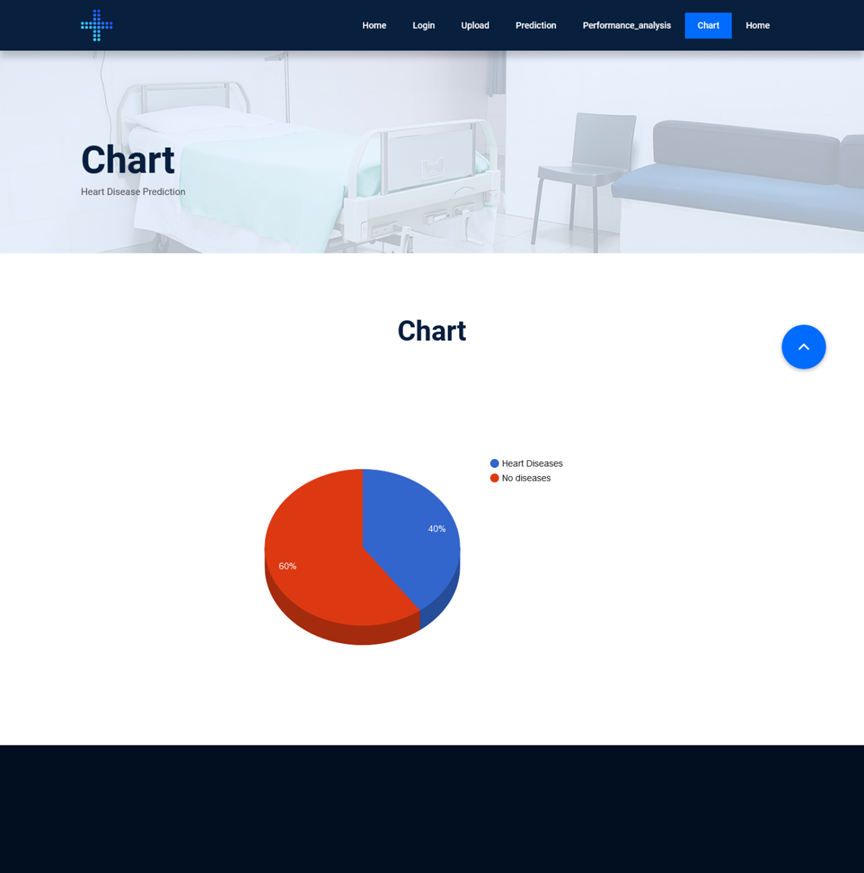 Home Login Upload Prediction Performance_analysis Chart Home
Chart
Heart Disease Prediction
Chart
Heart Diseases
No diseases
40%
60%